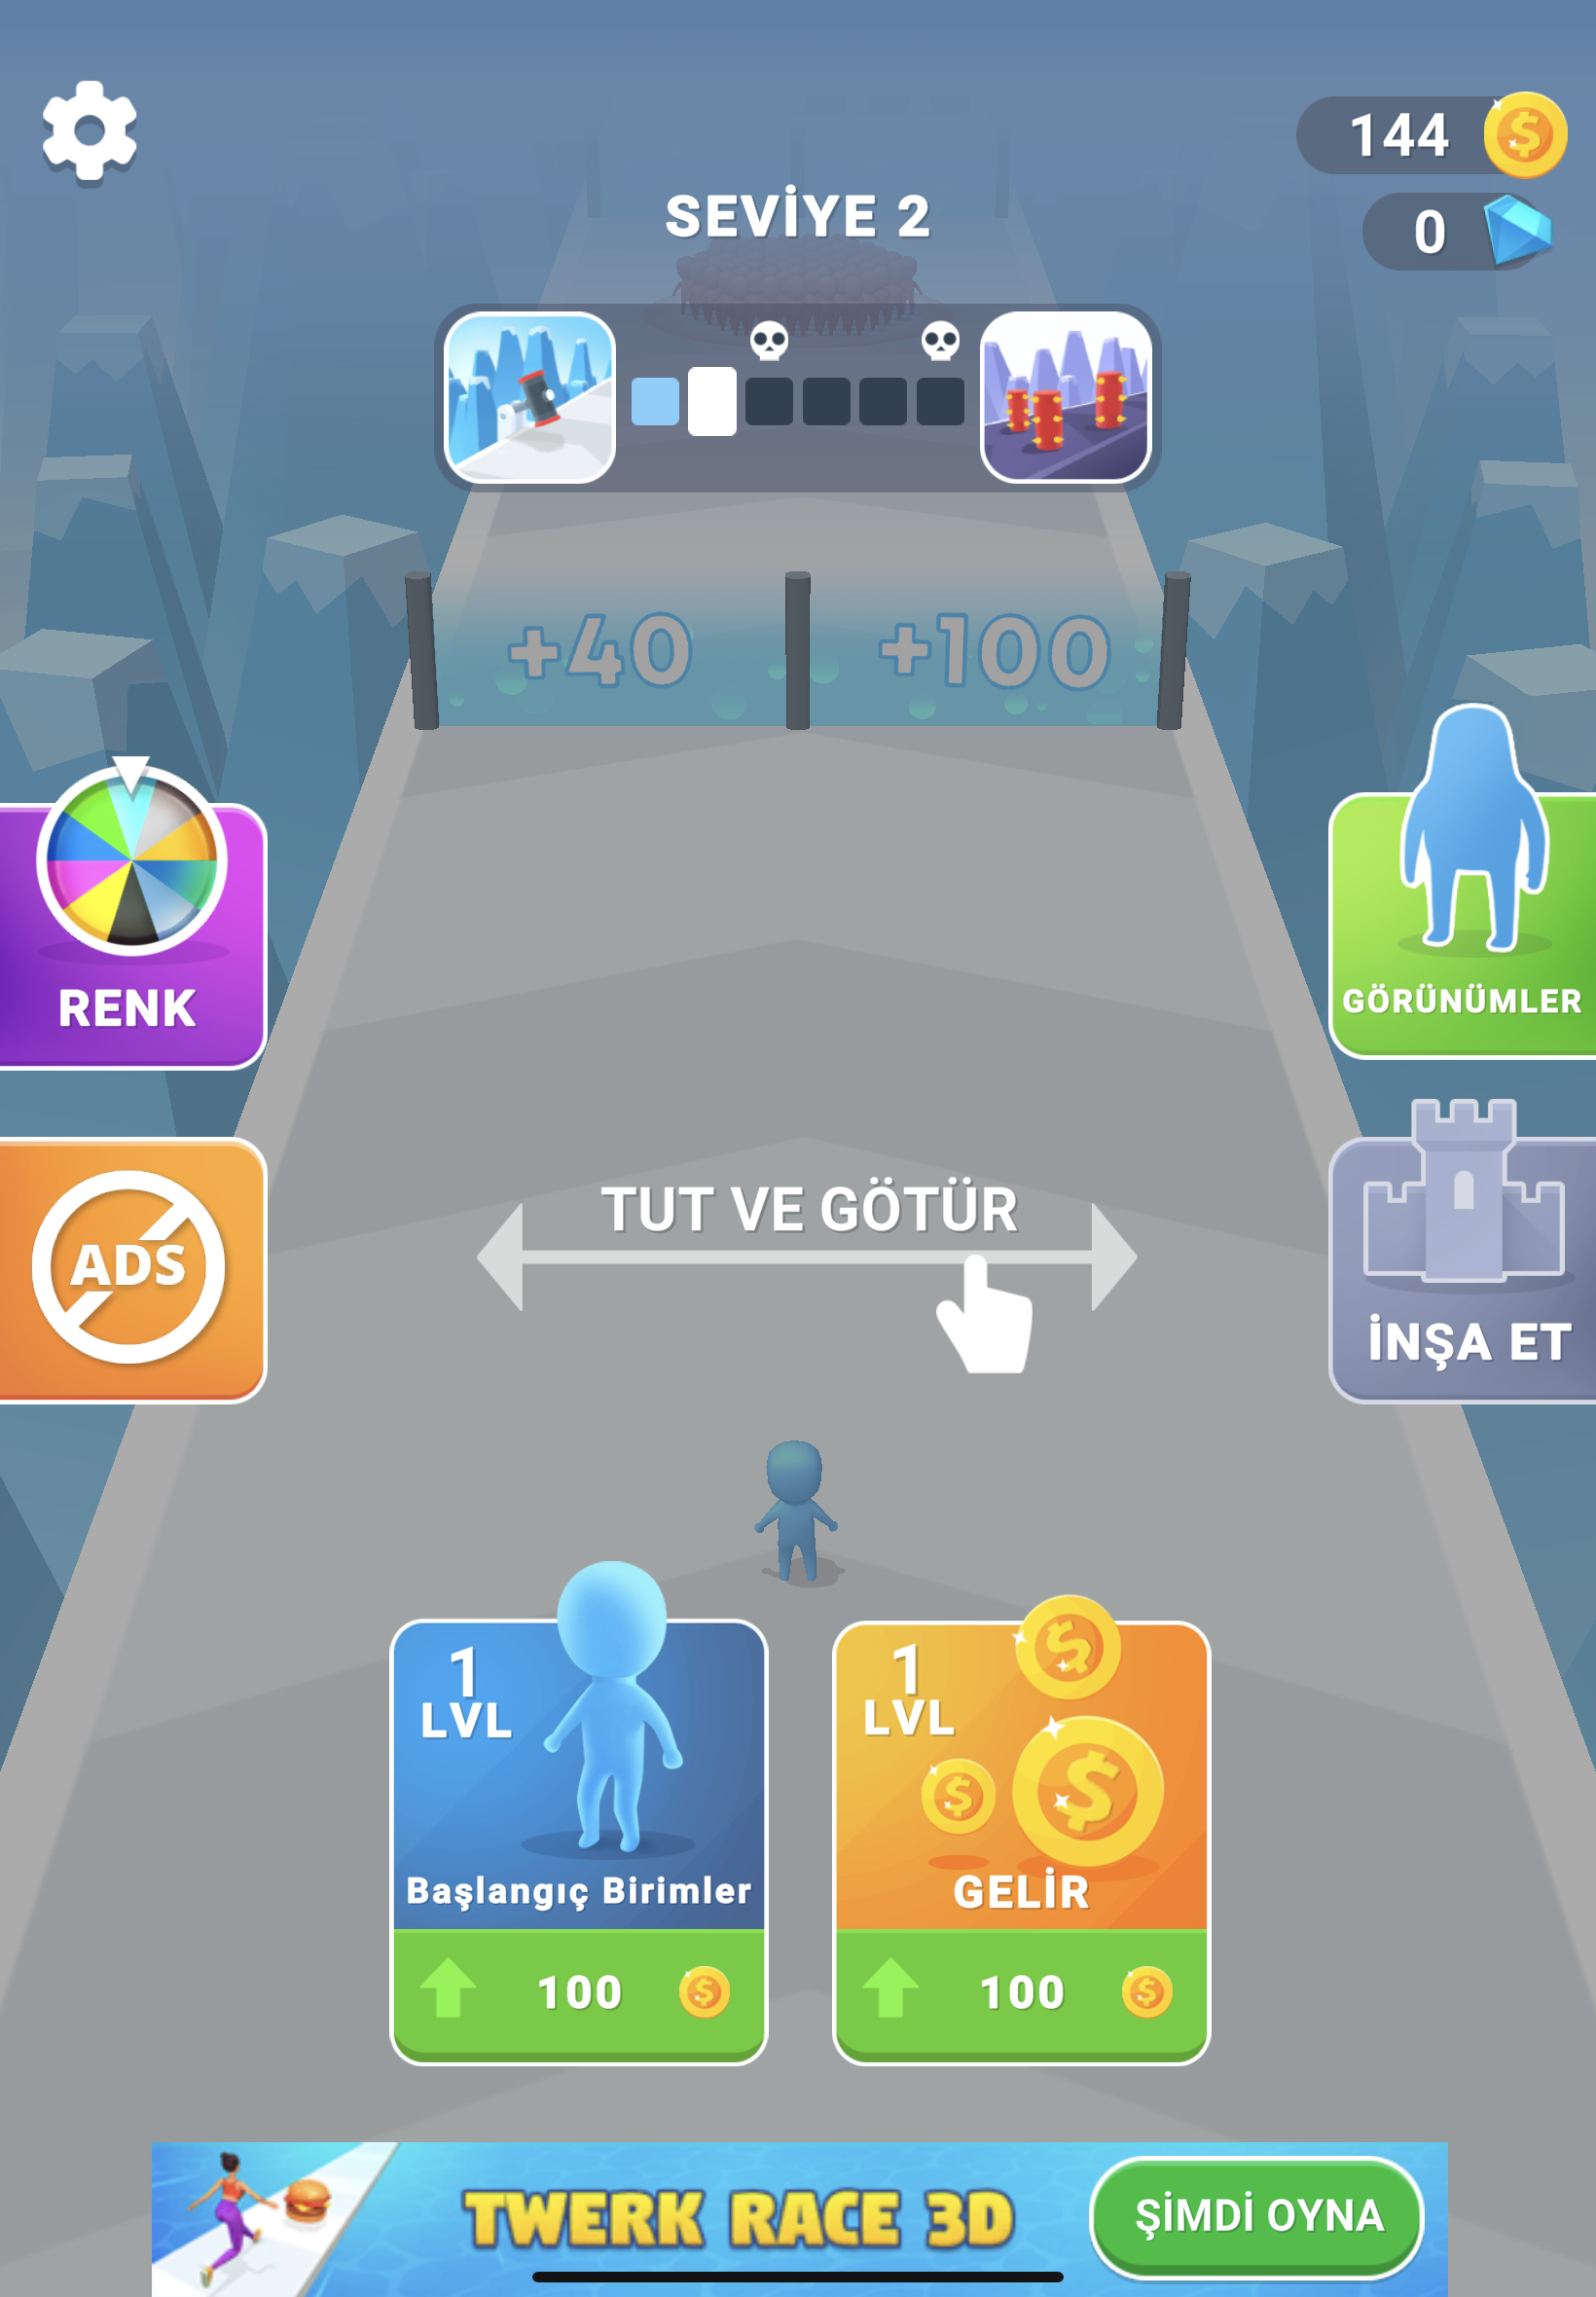 144
0
SEVİYE 2
+40
+100
RENK
GÖRÜNÜMLER
ADS
TUT VE GÖTÜR
İNŞA ET
1
LVL
Başlangıç Birimler
100
1
LVL
GELİR
100
TWERK RACE 3D
ŞİMDİ OYNA